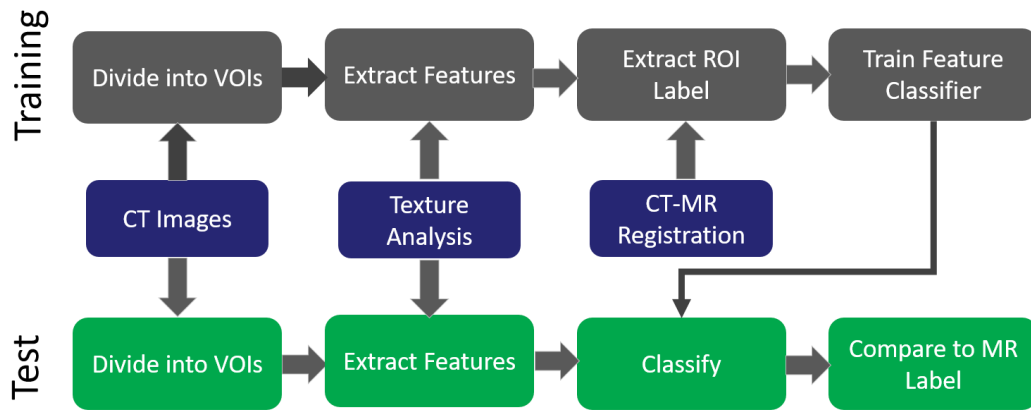 Training
Divide into VOIs
Extract Features
Extract ROI
Label
Train Feature
Classifier
CT Images
Texture
Analysis
CT-MR
Registration
Test
Divide into VOIs
Extract Features
Classify
Compare to MR
Label